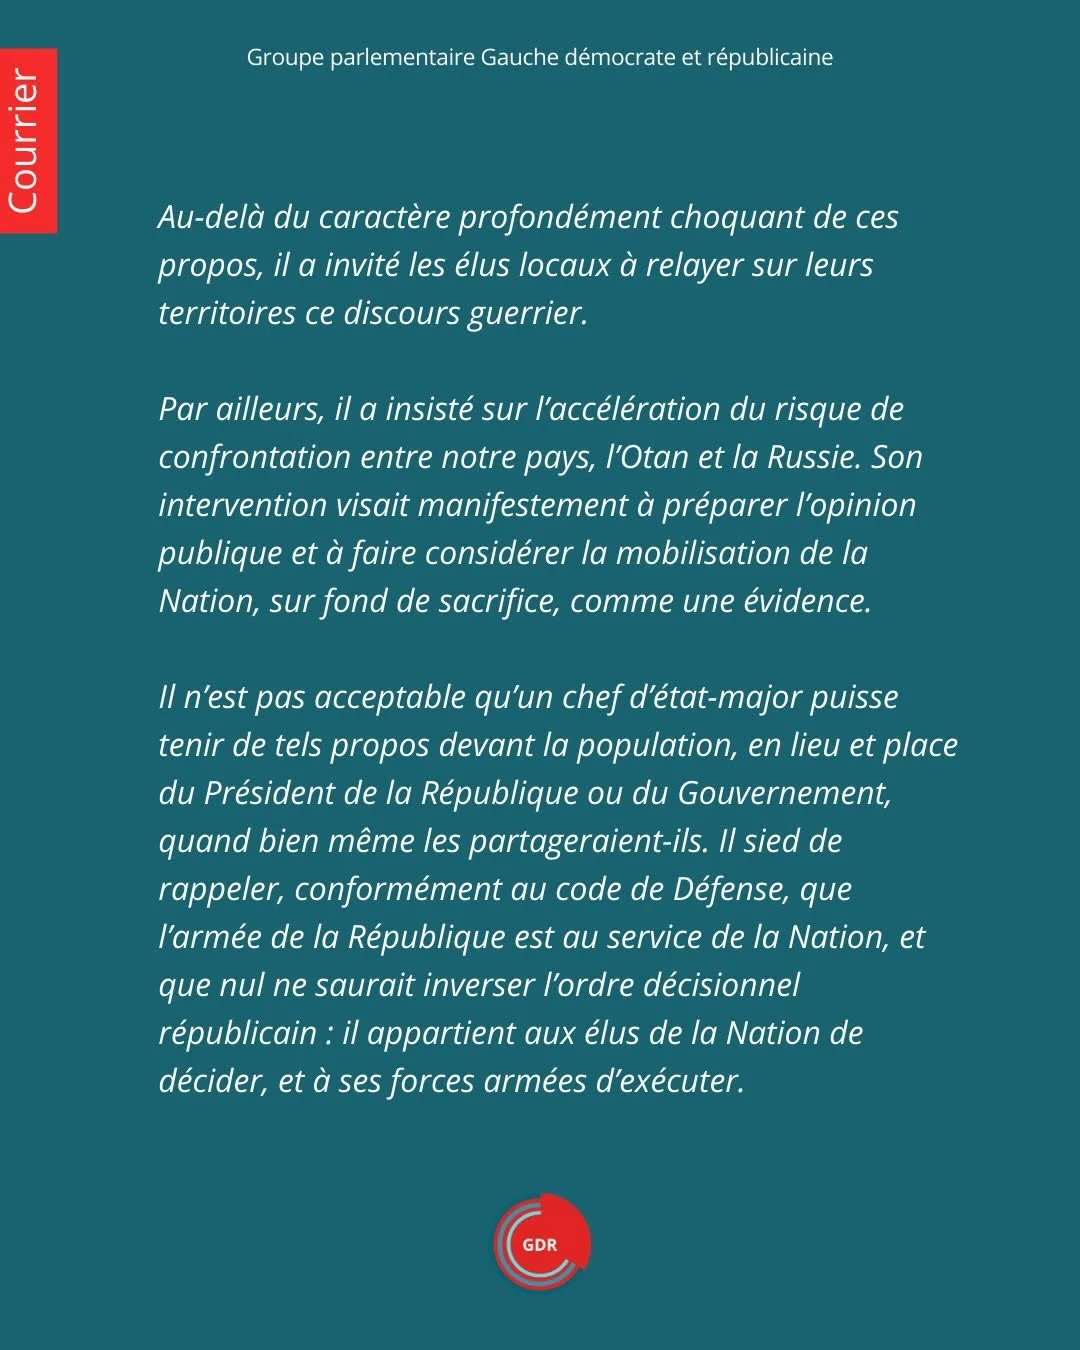 Groupe parlementaire Gauche démocrate et républicaine
Courrier
Au-delà du caractère profondément choquant de ces
propos, il a invité les élus locaux à relayer sur leurs
territoires ce discours guerrier.
Par ailleurs, il a insisté sur l’accélération du risque de
confrontation entre notre pays, l’Otan et la Russie. Son
intervention visait manifestement à préparer l’opinion
publique et à faire considérer la mobilisation de la
Nation, sur fond de sacrifice, comme une évidence.
Il n’est pas acceptable qu’un chef d’état-major puisse
tenir de tels propos devant la population, en lieu et place
du Président de la République ou du Gouvernement,
quand bien même les partageraient-ils. Il sied de
rappeler, conformément au code de Défense, que
l’armée de la République est au service de la Nation, et
que nul ne saurait inverser l’ordre décisionnel
républicain : il appartient aux élus de la Nation de
décider, et à ses forces armées d’exécuter.
GDR